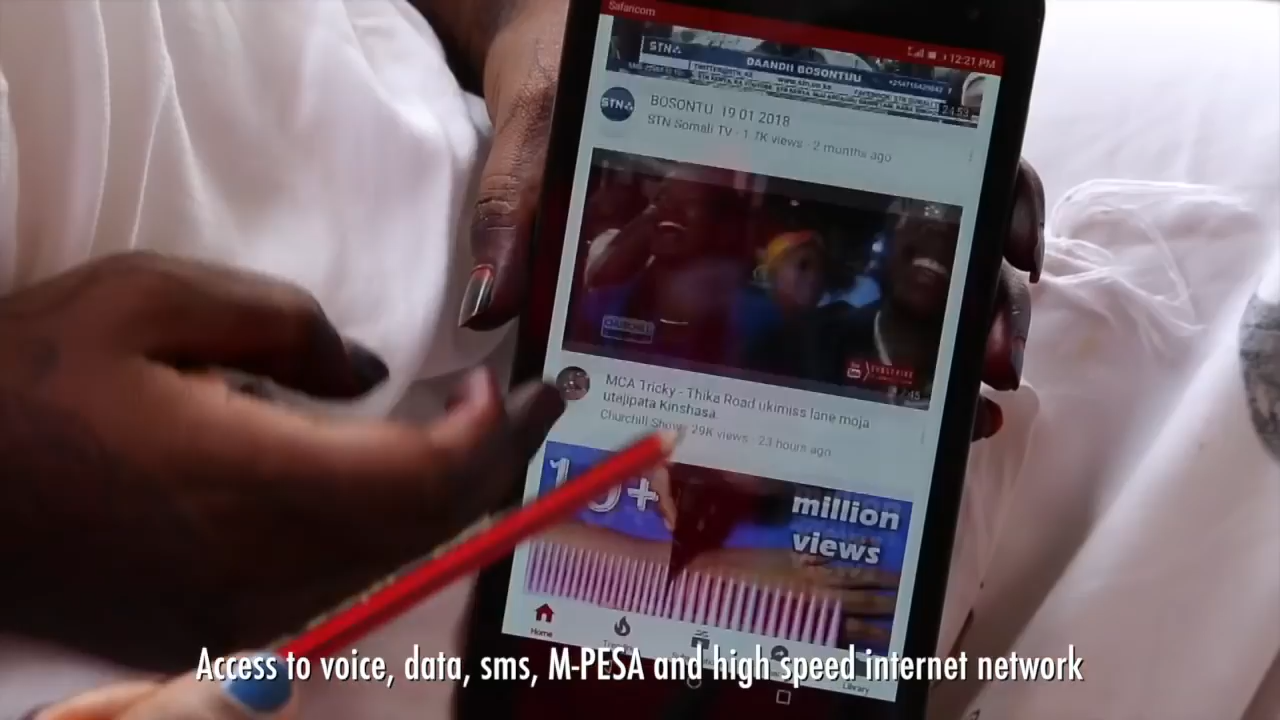 Safaricom
12:21 PM
STN
DAANDII BOSONTUU
STN
BOSONTU 19 01 2018
STN Somali TV · 1.7K views · 2 months ago
CHURCHILL
SUBSCRIBE
MCA Tricky - Thika Road ukimiss lane moja
utajipata Kinshasa.
Churchill Show · 29K views · 23 hours ago
million
views
Home
Library
Access to voice, data, sms, M-PESA and high speed internet network